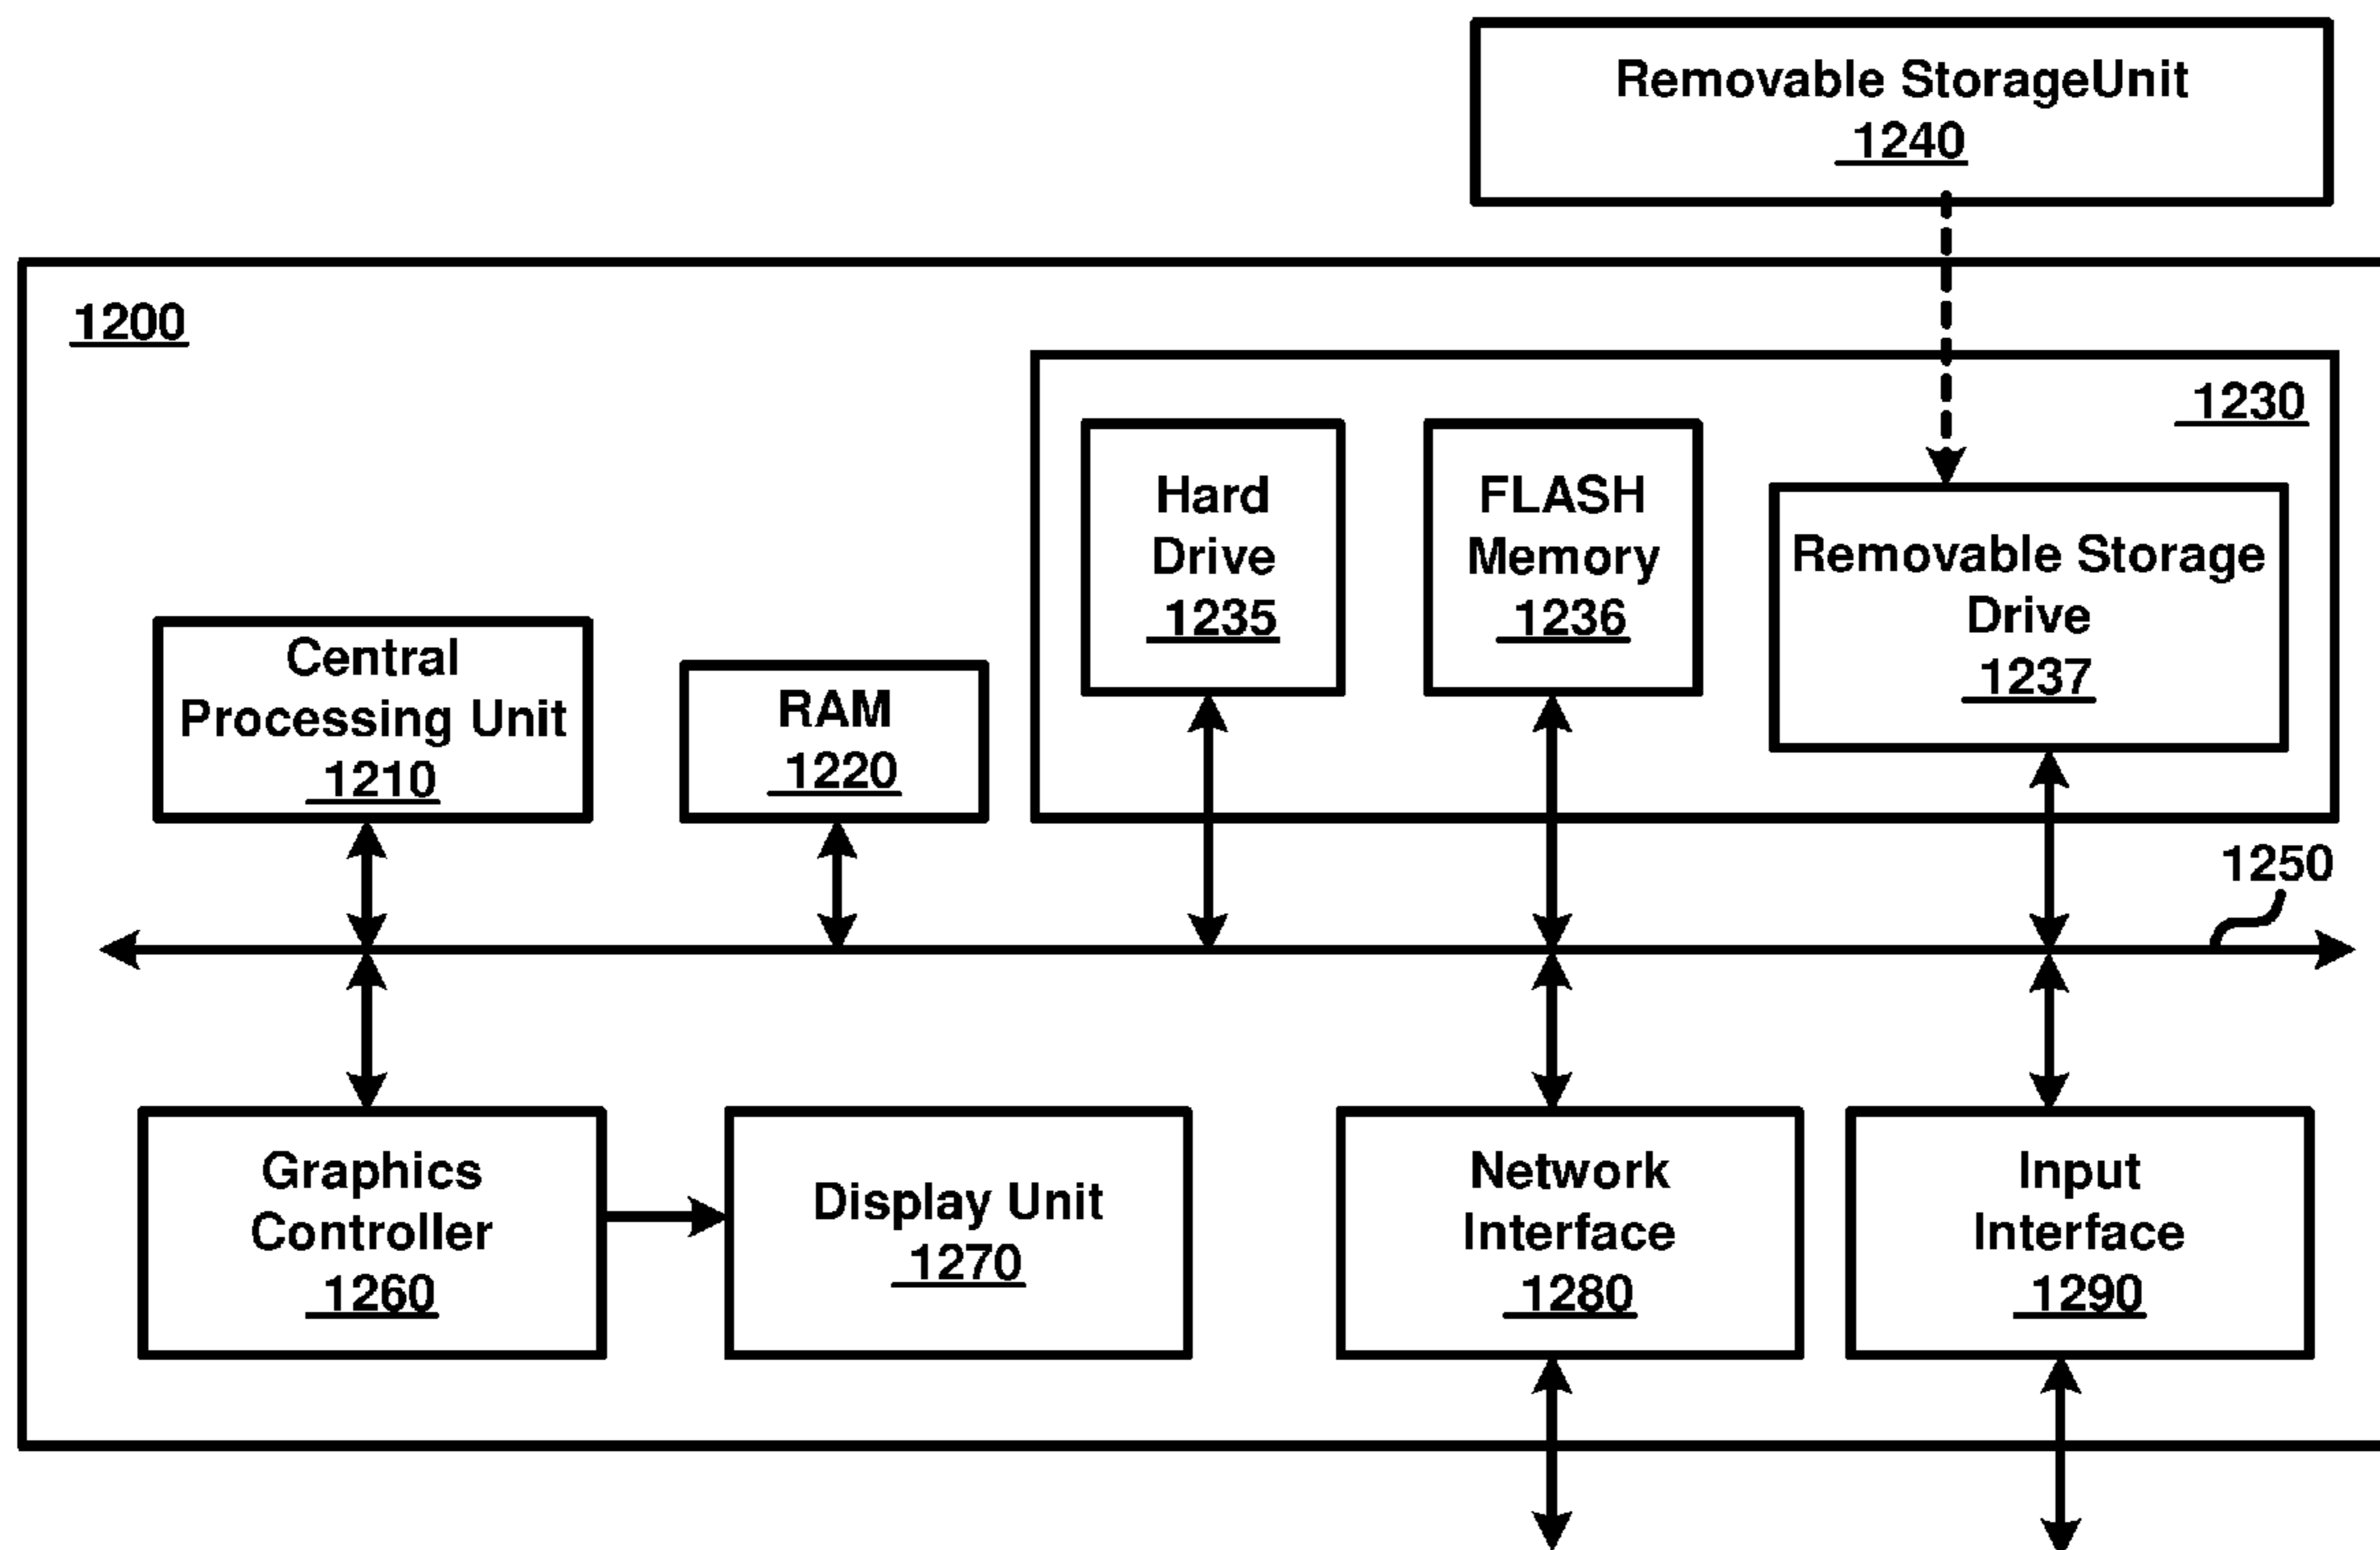 Removable StorageUnit
1240
1200
1230
Hard
Drive
1235
FLASH
Memory
1236
Removable Storage
Drive
1237
Central
Processing Unit
1210
RAM
1220
1250
Graphics
Controller
1260
Display Unit
1270
Network
Interface
1280
Input
Interface
1290